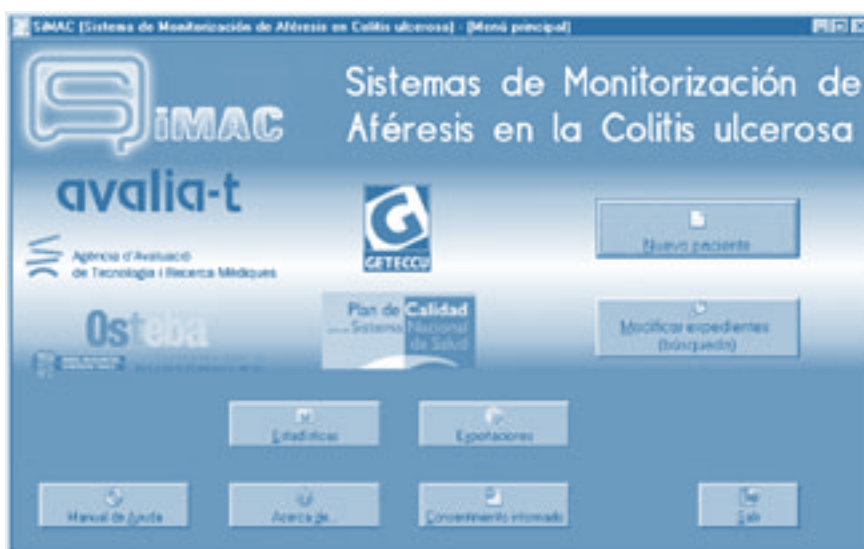 SiMAC (Sistema de Monitorización de Aféresis en Colitis ulcerosa) - [Menú principal]
SiMAC
Sistemas de Monitorización de
Aféresis en la Colitis ulcerosa
avalia-t
Agència d'Avaluació
de Tecnologia i Recerca Mèdiques
G
GETECCU
Nuevo paciente
Osteba
Plan de Calidad
Sistema Nacional
de Salud
Modificar expedientes
(búsqueda)
Estadísticas
Exportaciones
Manual de Ayuda
Acerca de...
Consentimiento informado
Salir